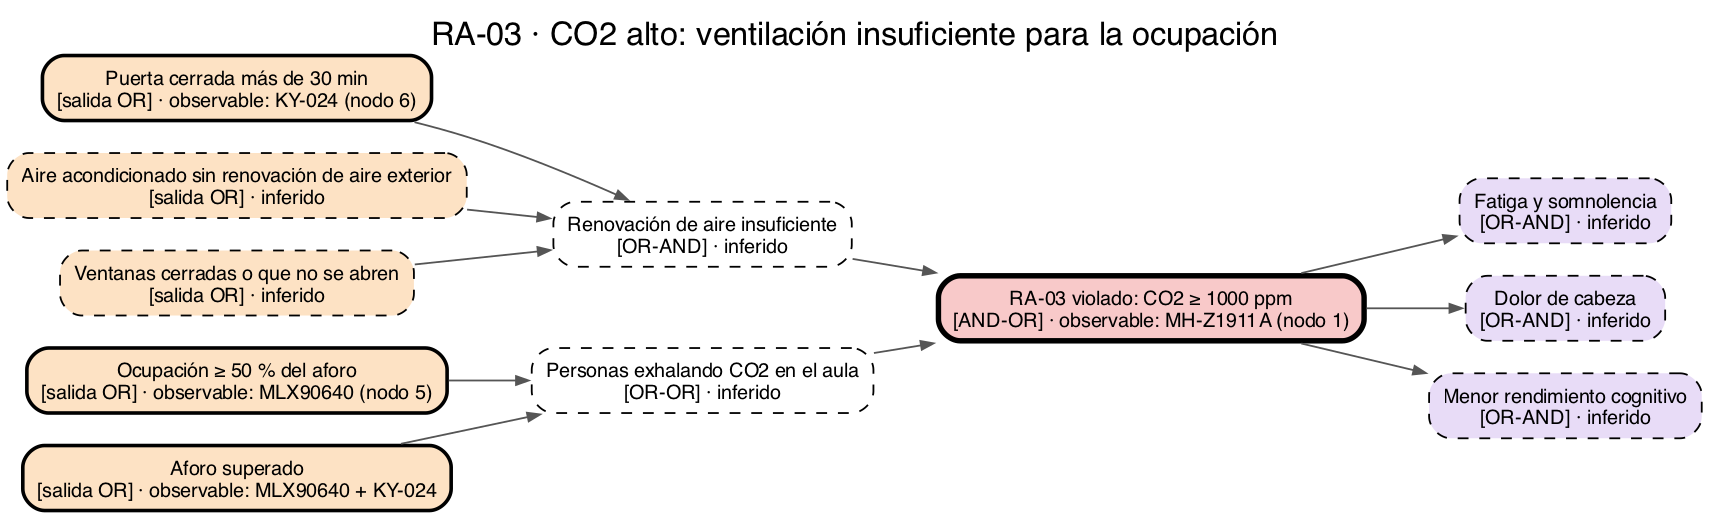 RA-03 · CO2 alto: ventilación insuficiente para la ocupación
Puerta cerrada más de 30 min
[salida OR] · observable: KY-024 (nodo 6)
Aire acondicionado sin renovación de aire exterior
[salida OR] · inferido
Ventanas cerradas o que no se abren
[salida OR] · inferido
Ocupación ≥ 50 % del aforo
[salida OR] · observable: MLX90640 (nodo 5)
Aforo superado
[salida OR] · observable: MLX90640 + KY-024
Renovación de aire insuficiente
[OR-AND] · inferido
Personas exhalando CO2 en el aula
[OR-OR] · inferido
RA-03 violado: CO2 ≥ 1000 ppm
[AND-OR] · observable: MH-Z1911A (nodo 1)
Fatiga y somnolencia
[OR-AND] · inferido
Dolor de cabeza
[OR-AND] · inferido
Menor rendimiento cognitivo
[OR-AND] · inferido